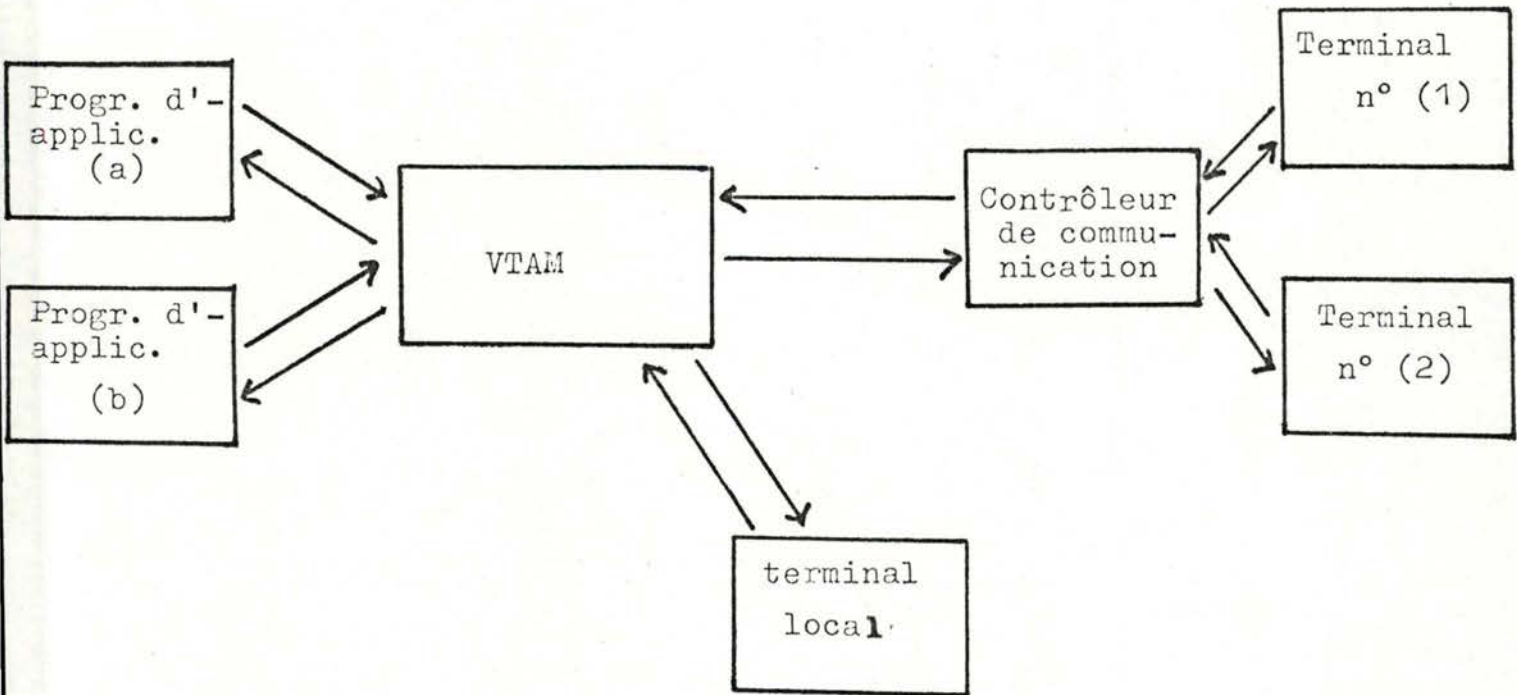 Progr. d'-
applic.
(a)
Progr. d'-
applic.
(b)
VTAM
Contrôleur
de commu-
nication
Terminal
n° (1)
Terminal
n° (2)
terminal
local